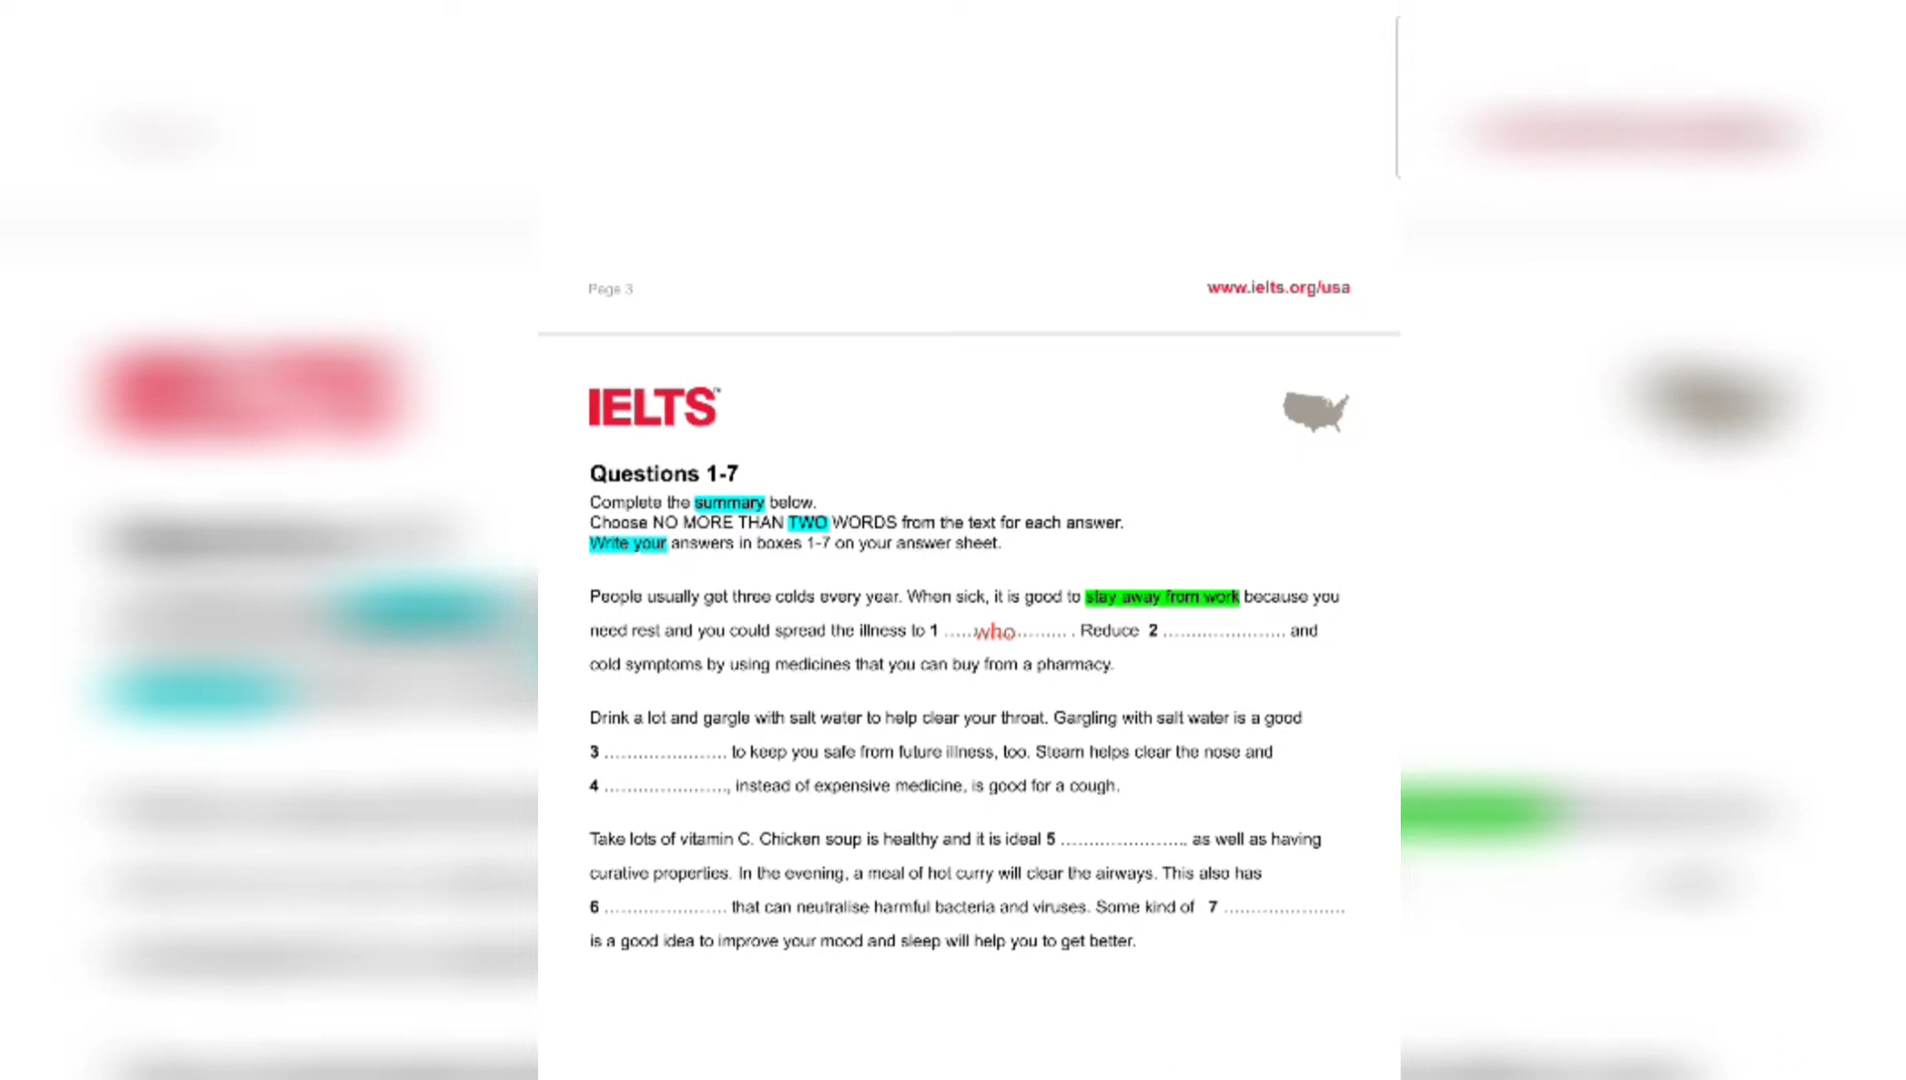 Page 3
www.ielts.org/usa
IELTS™
Questions 1-7
Complete the summary below.
Choose NO MORE THAN TWO WORDS from the text for each answer.
Write your answers in boxes 1-7 on your answer sheet.
People usually get three colds every year. When sick, it is good to stay away from work because you
need rest and you could spread the illness to 1 .....who......... . Reduce 2 ...................... and
cold symptoms by using medicines that you can buy from a pharmacy.
Drink a lot and gargle with salt water to help clear your throat. Gargling with salt water is a good
3 ...................... to keep you safe from future illness, too. Steam helps clear the nose and
4 ......................, instead of expensive medicine, is good for a cough.
Take lots of vitamin C. Chicken soup is healthy and it is ideal 5 ......................, as well as having
curative properties. In the evening, a meal of hot curry will clear the airways. This also has
6 ...................... that can neutralise harmful bacteria and viruses. Some kind of 7 ......................
is a good idea to improve your mood and sleep will help you to get better.